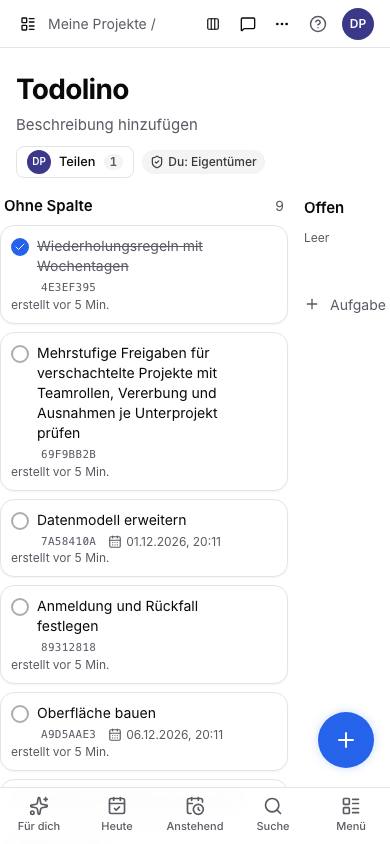 Meine Projekte /
DP
Todolino
Beschreibung hinzufügen
DP Teilen 1
Du: Eigentümer
Ohne Spalte 9
Wiederholungsregeln mit
Wochentagen
4E3EF395
erstellt vor 5 Min.
Mehrstufige Freigaben für
verschachtelte Projekte mit
Teamrollen, Vererbung und
Ausnahmen je Unterprojekt
prüfen
69F9BB2B
erstellt vor 5 Min.
Datenmodell erweitern
7A58410A 01.12.2026, 20:11
erstellt vor 5 Min.
Anmeldung und Rückfall
festlegen
89312818
erstellt vor 5 Min.
Oberfläche bauen
A9D5AAE3 06.12.2026, 20:11
erstellt vor 5 Min.
Offen
Leer
+ Aufgabe
Für dich
Heute
Anstehend
Suche
Menü